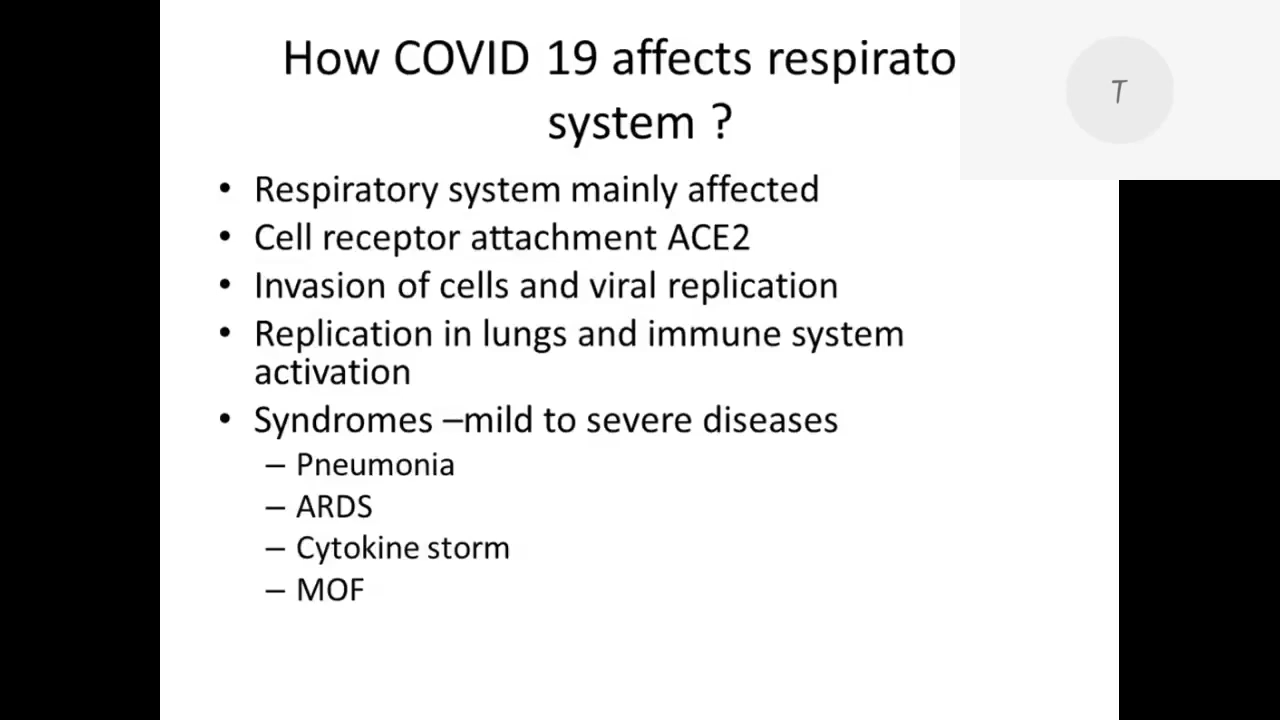 How COVID 19 affects respirato
system ?
T
• Respiratory system mainly affected
• Cell receptor attachment ACE2
• Invasion of cells and viral replication
• Replication in lungs and immune system
activation
• Syndromes –mild to severe diseases
– Pneumonia
– ARDS
– Cytokine storm
– MOF